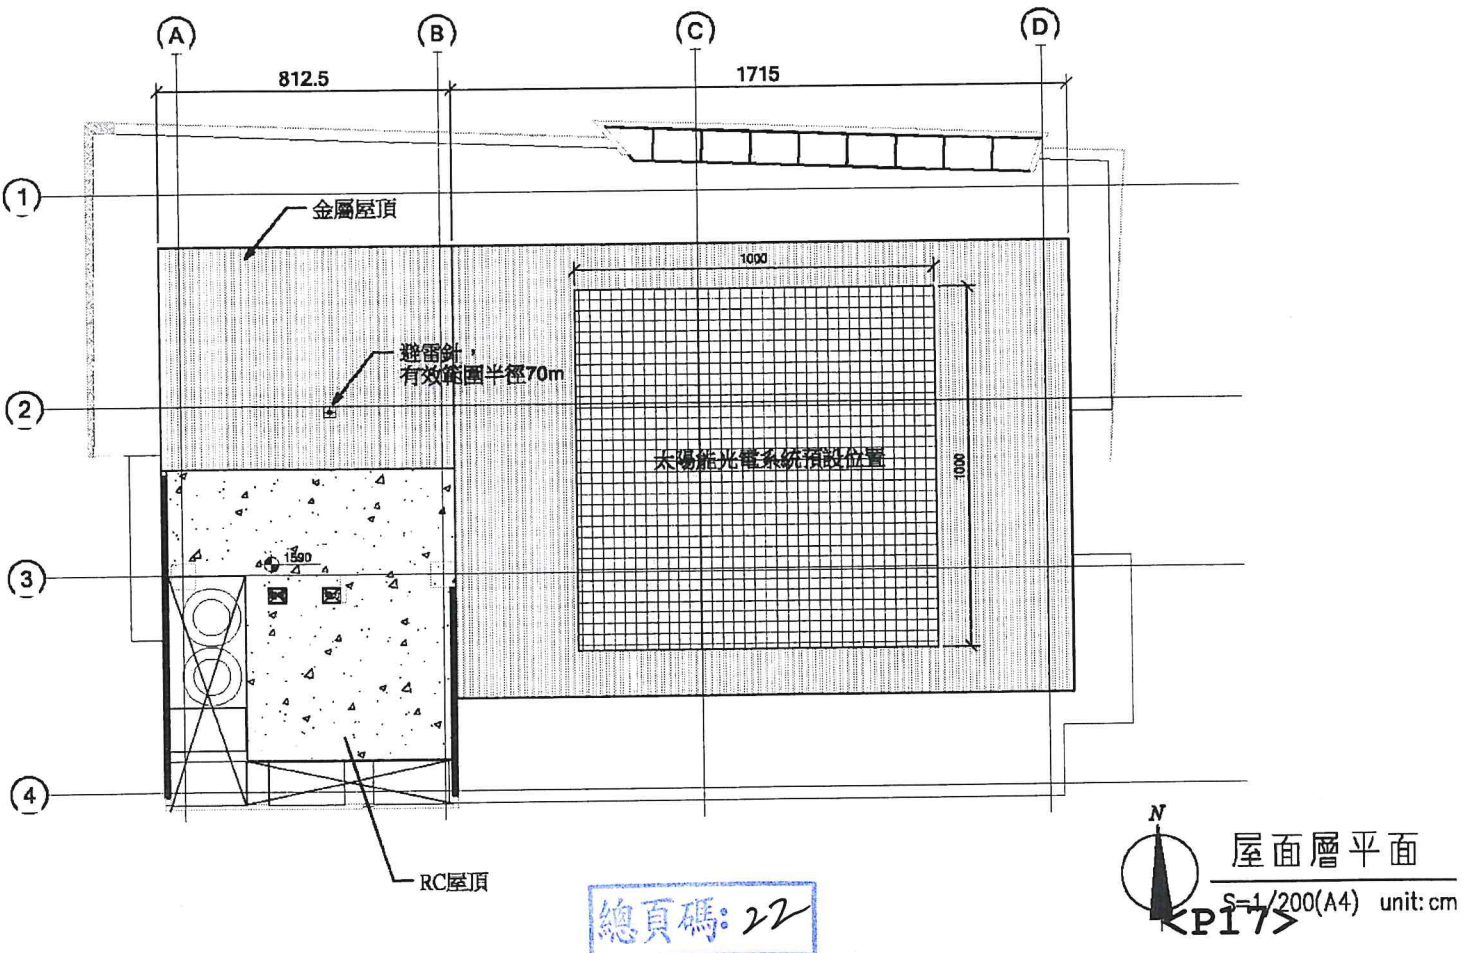 A
B
C
D
812.5
1715
1
金屬屋頂
1000
避雷針，
有效範圍半徑70m
2
太陽能光電系統預設位置
1000
1590
3
4
RC屋頂
N
屋面層平面
S=1/200(A4) unit:cm
<P17>
總頁碼: 22